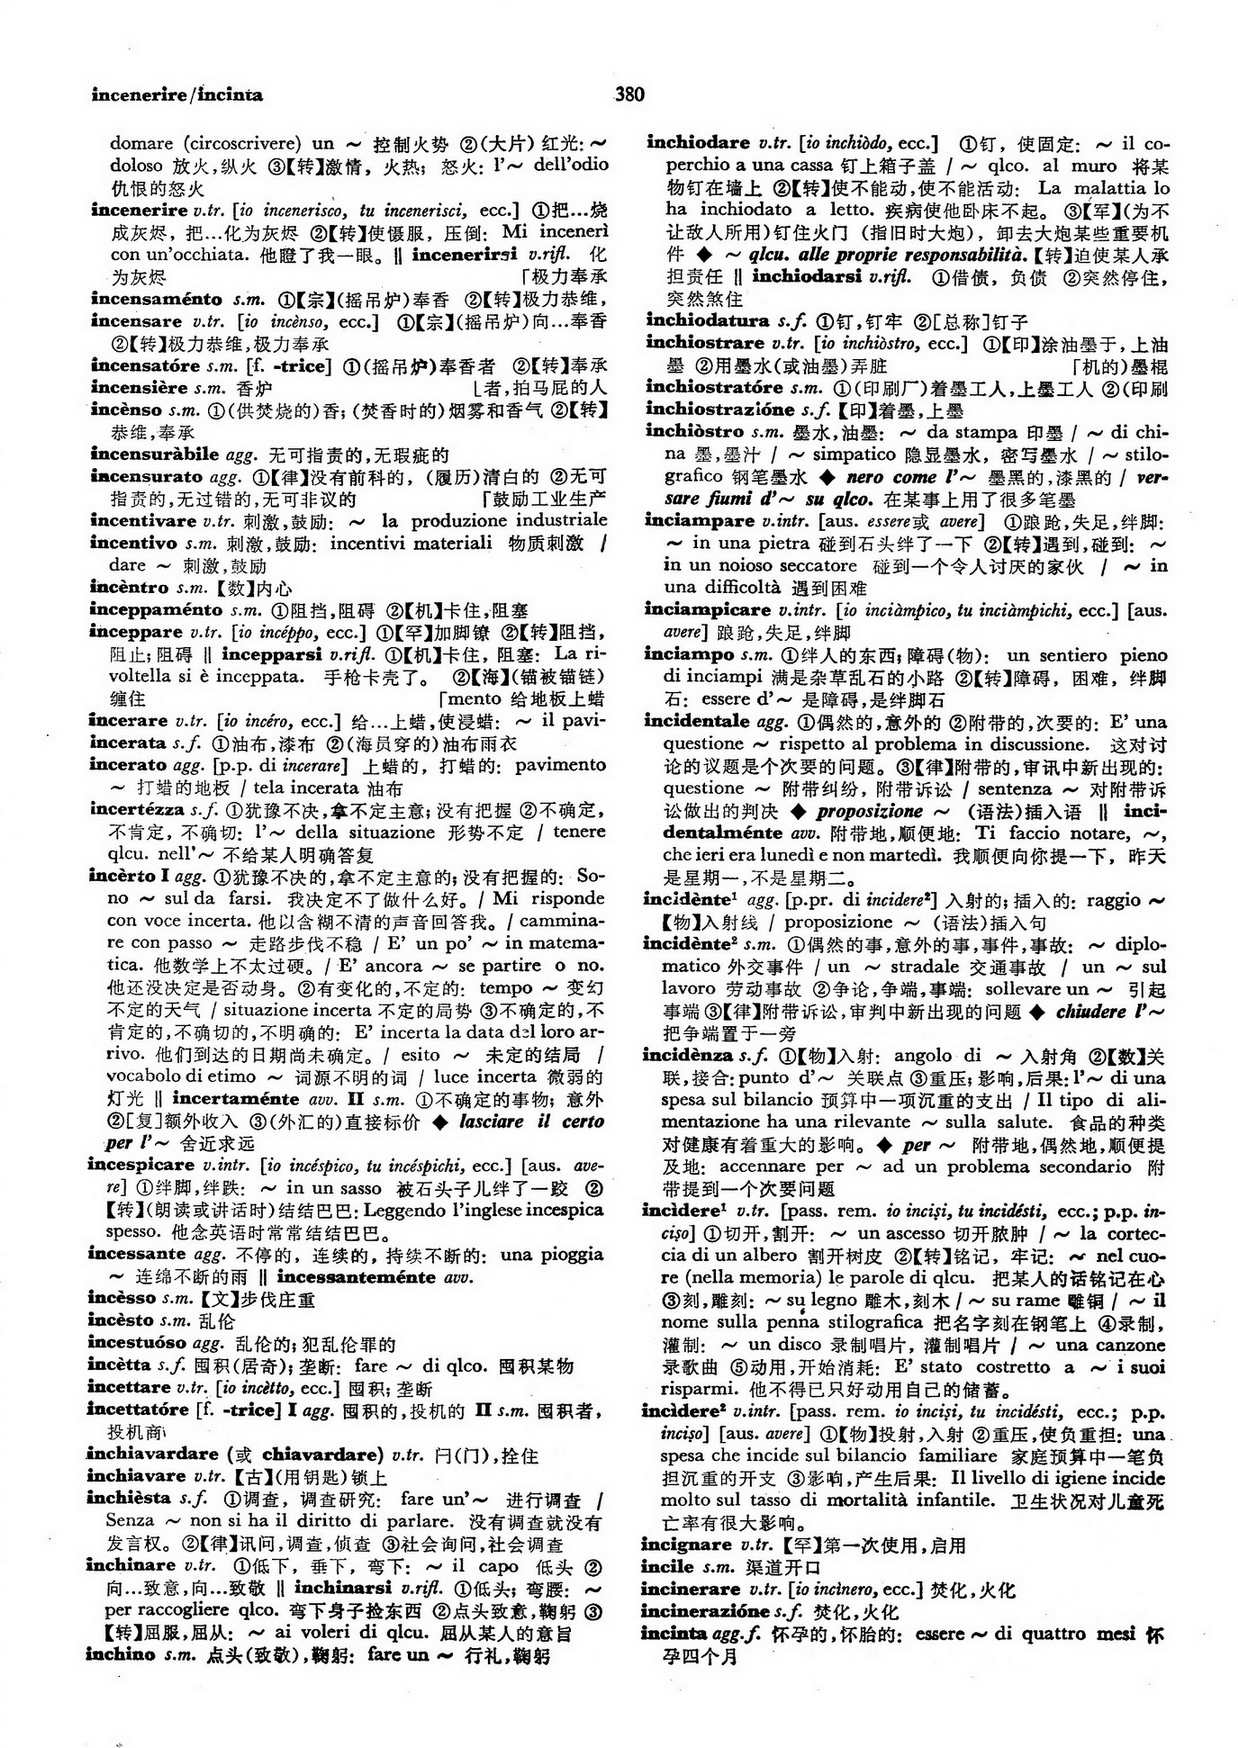 incenerire/incinta
380
domare (circoscrivere) un ～ 控制火势 ②(大片) 红光: ～
doloso 放火,纵火 ③【转】激情, 火热; 怒火: l'～ dell'odio
仇恨的怒火
incenerire v.tr. [io incenerisco, tu incenerisci, ecc.] ①把…烧
成灰烬, 把…化为灰烬 ②【转】使慑服, 压倒: Mi incenerì
con un'occhiata. 他瞪了我一眼。‖ incenerirsi v.rifl. 化
为灰烬 「极力奉承
incensaménto s.m. ①【宗】(摇吊炉)奉香 ②【转】极力恭维,
incensare v.tr. [io incènso, ecc.] ①【宗】(摇吊炉)向…奉香
②【转】极力恭维,极力奉承
incensatóre s.m. [f. -trice] ①(摇吊炉)奉香者 ②【转】奉承
incensière s.m. 香炉 ⌊者,拍马屁的人
incènso s.m. ①(供焚烧的)香; (焚香时的)烟雾和香气 ②【转】
恭维,奉承
incensuràbile agg. 无可指责的,无瑕疵的
incensurato agg. ①【律】没有前科的, (履历)清白的 ②无可
指责的,无过错的,无可非议的 「鼓励工业生产
incentivare v.tr. 刺激,鼓励: ～ la produzione industriale
incentivo s.m. 刺激,鼓励: incentivi materiali 物质刺激 /
dare ～ 刺激,鼓励
incèntro s.m. 【数】内心
inceppaménto s.m. ①阻挡,阻碍 ②【机】卡住,阻塞
inceppare v.tr. [io incéppo, ecc.] ①【罕】加脚镣 ②【转】阻挡,
阻止; 阻碍 ‖ incepparsi v.rifl. ①【机】卡住, 阻塞: La ri-
voltella si è inceppata. 手枪卡壳了。 ②【海】(锚被锚链)
缠住 「mento 给地板上蜡
incerare v.tr. [io incéro, ecc.] 给…上蜡,使浸蜡: ～ il pavi-
incerata s.f. ①油布,漆布 ②(海员穿的)油布雨衣
incerato agg. [p.p. di incerare] 上蜡的, 打蜡的: pavimento
～ 打蜡的地板 / tela incerata 油布
incertézza s.f. ①犹豫不决,拿不定主意; 没有把握 ②不确定,
不肯定, 不确切: l'～ della situazione 形势不定 / tenere
qlcu. nell'～ 不给某人明确答复
incèrto I agg. ①犹豫不决的,拿不定主意的; 没有把握的: So-
no ～ sul da farsi. 我决定不了做什么好。/ Mi risponde
con voce incerta. 他以含糊不清的声音回答我。/ cammina-
re con passo ～ 走路步伐不稳 / E' un po' ～ in matema-
tica. 他数学上不太过硬。/ E' ancora ～ se partire o no.
他还没决定是否动身。②有变化的,不定的: tempo ～ 变幻
不定的天气 / situazione incerta 不定的局势 ③不确定的,不
肯定的,不确切的,不明确的: E' incerta la data del loro ar-
rivo. 他们到达的日期尚未确定。/ esito ～ 未定的结局 /
vocabolo di etimo ～ 词源不明的词 / luce incerta 微弱的
灯光 ‖ incertaménte avv. II s.m. ①不确定的事物; 意外
②[复]额外收入 ③(外汇的)直接标价 ◆ lasciare il certo
per l'～ 舍近求远
incespicare v.intr. [io incéspico, tu incéspichi, ecc.] [aus. ave-
re] ①绊脚,绊跌: ～ in un sasso 被石头子儿绊了一跤 ②
【转】(朗读或讲话时)结结巴巴: Leggendo l'inglese incespica
spesso. 他念英语时常常结结巴巴。
incessante agg. 不停的, 连续的, 持续不断的: una pioggia
～ 连绵不断的雨 ‖ incessanteménte avv.
incèsso s.m. 【文】步伐庄重
incèsto s.m. 乱伦
incestuóso agg. 乱伦的; 犯乱伦罪的
incètta s.f. 囤积(居奇); 垄断: fare ～ di qlco. 囤积某物
incettare v.tr. [io incètto, ecc.] 囤积; 垄断
incettatóre [f. -trice] I agg. 囤积的,投机的 II s.m. 囤积者,
投机商
inchiavardare (或 chiavardare) v.tr. 闩(门),拴住
inchiavare v.tr. 【古】(用钥匙)锁上
inchièsta s.f. ①调查, 调查研究: fare un'～ 进行调查 /
Senza ～ non si ha il diritto di parlare. 没有调查就没有
发言权。②【律】讯问,调查,侦查 ③社会询问,社会调查
inchinare v.tr. ①低下, 垂下, 弯下: ～ il capo 低头 ②
向…致意,向…致敬 ‖ inchinarsi v.rifl. ①低头; 弯腰: ～
per raccogliere qlco. 弯下身子捡东西 ②点头致意,鞠躬 ③
【转】屈服,屈从: ～ ai voleri di qlcu. 屈从某人的意旨
inchino s.m. 点头(致敬),鞠躬: fare un ～ 行礼,鞠躬
inchiodare v.tr. [io inchiòdo, ecc.] ①钉, 使固定: ～ il co-
perchio a una cassa 钉上箱子盖 / ～ qlco. al muro 将某
物钉在墙上 ②【转】使不能动,使不能活动: La malattia lo
ha inchiodato a letto. 疾病使他卧床不起。 ③【军】(为不
让敌人所用)钉住火门 (指旧时大炮), 卸去大炮某些重要机
件 ◆ ～ qlcu. alle proprie responsabilità.【转】迫使某人承
担责任 ‖ inchiodarsi v.rifl. ①借债, 负债 ②突然停住,
突然煞住
inchiodatura s.f. ①钉,钉牢 ②[总称]钉子
inchiostrare v.tr. [io inchiòstro, ecc.] ①【印】涂油墨于, 上油
墨 ②用墨水(或油墨)弄脏 「机的)墨棍
inchiostratóre s.m. ①(印刷厂)着墨工人,上墨工人 ②(印刷
inchiostrazióne s.f. 【印】着墨,上墨
inchiòstro s.m. 墨水,油墨: ～ da stampa 印墨 / ～ di chi-
na 墨,墨汁 / ～ simpatico 隐显墨水, 密写墨水 / ～ stilo-
grafico 钢笔墨水 ◆ nero come l'～ 墨黑的,漆黑的 / ver-
sare fiumi d'～ su qlco. 在某事上用了很多笔墨
inciampare v.intr. [aus. essere或 avere] ①踉跄,失足,绊脚:
～ in una pietra 碰到石头绊了一下 ②【转】遇到,碰到: ～
in un noioso seccatore 碰到一个令人讨厌的家伙 / ～ in
una difficoltà 遇到困难
inciampicare v.intr. [io inciàmpico, tu inciàmpichi, ecc.] [aus.
avere] 踉跄,失足,绊脚
inciampo s.m. ①绊人的东西; 障碍(物): un sentiero pieno
di inciampi 满是杂草乱石的小路 ②【转】障碍, 困难, 绊脚
石: essere d'～ 是障碍,是绊脚石
incidentale agg. ①偶然的,意外的 ②附带的,次要的: E' una
questione ～ rispetto al problema in discussione. 这对讨
论的议题是个次要的问题。③【律】附带的,审讯中新出现的:
questione ～ 附带纠纷, 附带诉讼 / sentenza ～ 对附带诉
讼做出的判决 ◆ proposizione ～ (语法)插入语 ‖ inci-
dentalménte avv. 附带地,顺便地: Ti faccio notare, ～,
che ieri era lunedì e non martedì. 我顺便向你提一下, 昨天
是星期一,不是星期二。
incidènte¹ agg. [p.pr. di incidere²] 入射的; 插入的: raggio ～
【物】入射线 / proposizione ～ (语法)插入句
incidènte² s.m. ①偶然的事,意外的事,事件,事故: ～ diplo-
matico 外交事件 / un ～ stradale 交通事故 / un ～ sul
lavoro 劳动事故 ②争论,争端,事端: sollevare un ～ 引起
事端 ③【律】附带诉讼,审判中新出现的问题 ◆ chiudere l'～
把争端置于一旁
incidènza s.f. ①【物】入射: angolo di ～ 入射角 ②【数】关
联,接合: punto d'～ 关联点 ③重压; 影响,后果: l'～ di una
spesa sul bilancio 预算中一项沉重的支出 / Il tipo di ali-
mentazione ha una rilevante ～ sulla salute. 食品的种类
对健康有着重大的影响。◆ per ～ 附带地,偶然地,顺便提
及地: accennare per ～ ad un problema secondario 附
带提到一个次要问题
incìdere¹ v.tr. [pass. rem. io inciși, tu incidésti, ecc.; p.p. in-
cișo] ①切开,割开: ～ un ascesso 切开脓肿 / ～ la cortec-
cia di un albero 割开树皮 ②【转】铭记, 牢记: ～ nel cuo-
re (nella memoria) le parole di qlcu. 把某人的话铭记在心
③刻,雕刻: ～ su legno 雕木,刻木 / ～ su rame 雕铜 / ～ il
nome sulla penna stilografica 把名字刻在钢笔上 ④录制,
灌制: ～ un disco 录制唱片, 灌制唱片 / ～ una canzone
录歌曲 ⑤动用,开始消耗: E' stato costretto a ～ i suoi
risparmi. 他不得已只好动用自己的储蓄。
incìdere² v.intr. [pass. rem. io inciși, tu incidésti, ecc.; p.p.
incișo] [aus. avere] ①【物】投射,入射 ②重压,使负重担: una
spesa che incide sul bilancio familiare 家庭预算中一笔负
担沉重的开支 ③影响,产生后果: Il livello di igiene incide
molto sul tasso di mortalità infantile. 卫生状况对儿童死
亡率有很大影响。
incignare v.tr. 【罕】第一次使用,启用
incile s.m. 渠道开口
incinerare v.tr. [io incìnero, ecc.] 焚化,火化
incinerazióne s.f. 焚化,火化
incinta agg.f. 怀孕的,怀胎的: essere ～ di quattro mesi 怀
孕四个月